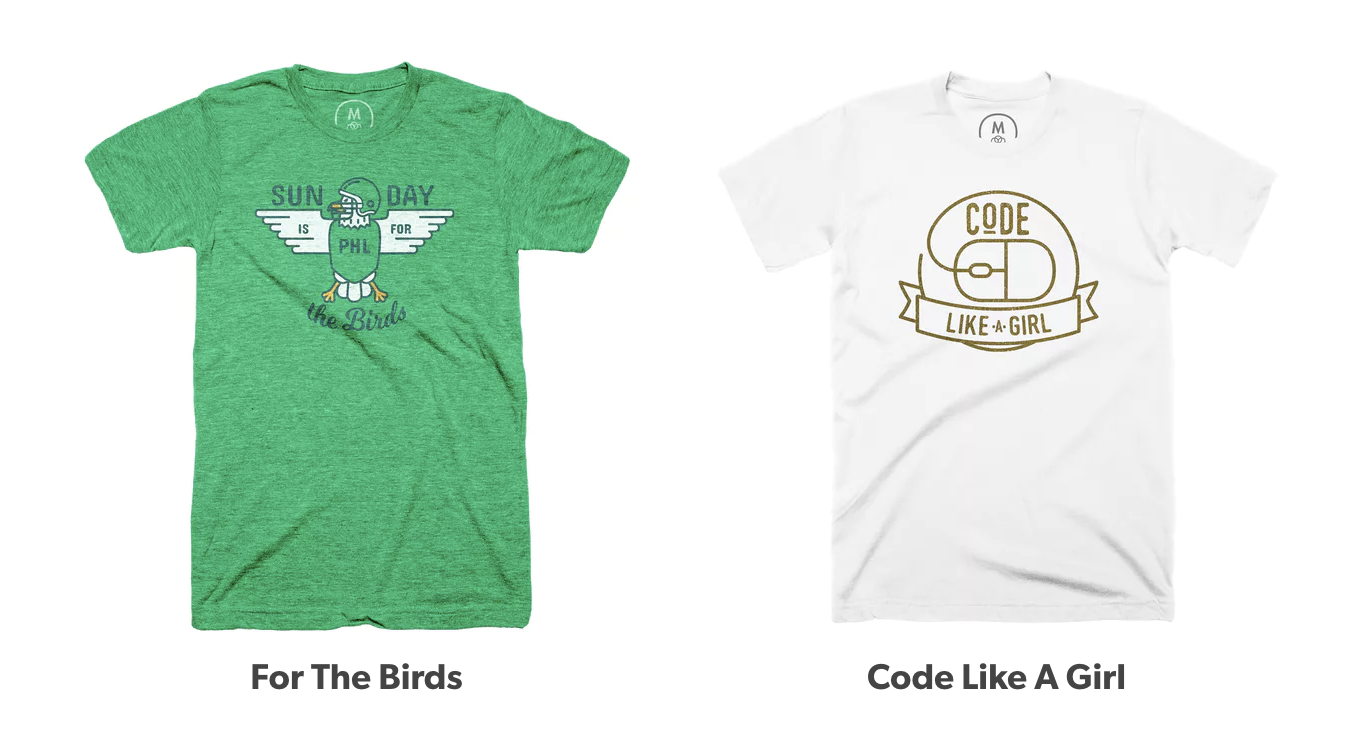 M
SUN DAY
IS FOR
PHL
the Birds
For The Birds
M
CODE
LIKE·A·GIRL
Code Like A Girl